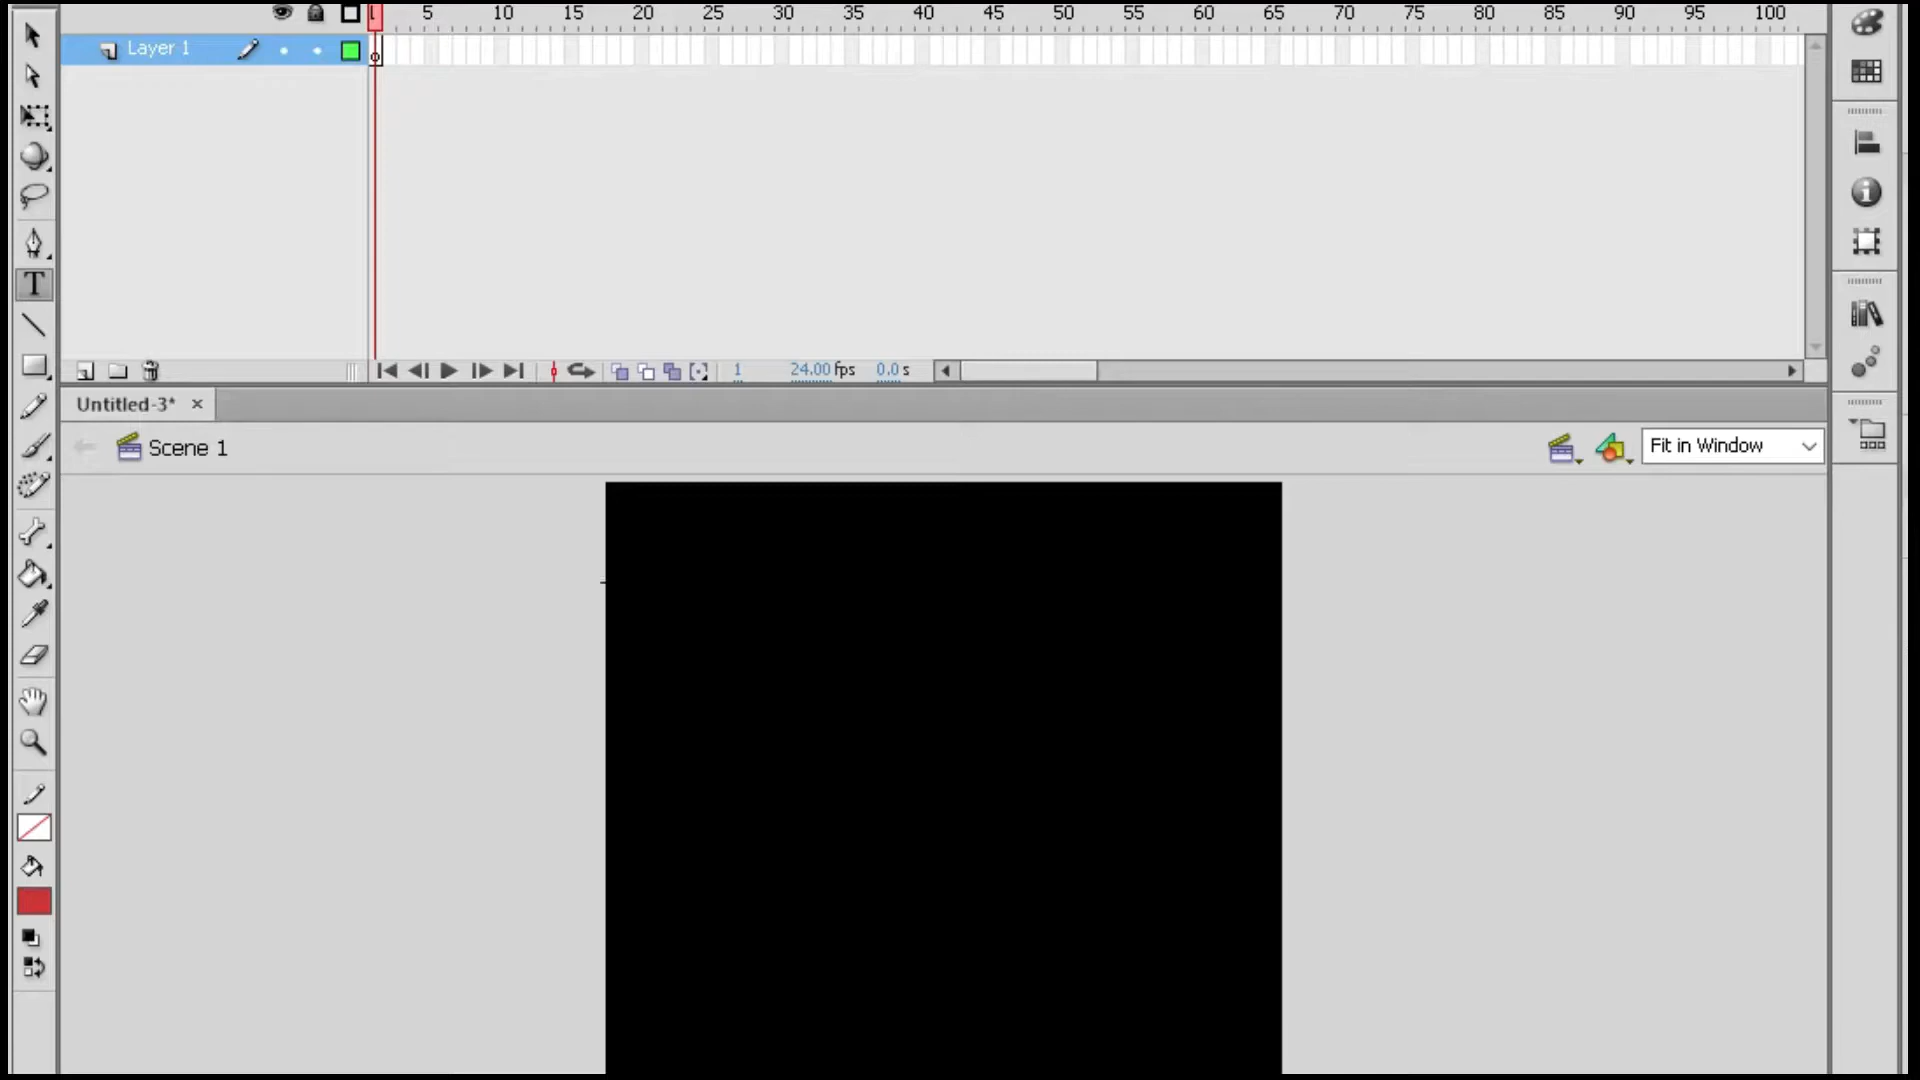 5 10 15 20 25 30 35 40 45 50 55 60 65 70 75 80 85 90 95 100
Layer 1
1 24.00 fps 0.0 s
Untitled-3* ×
Scene 1 Fit in Window
T